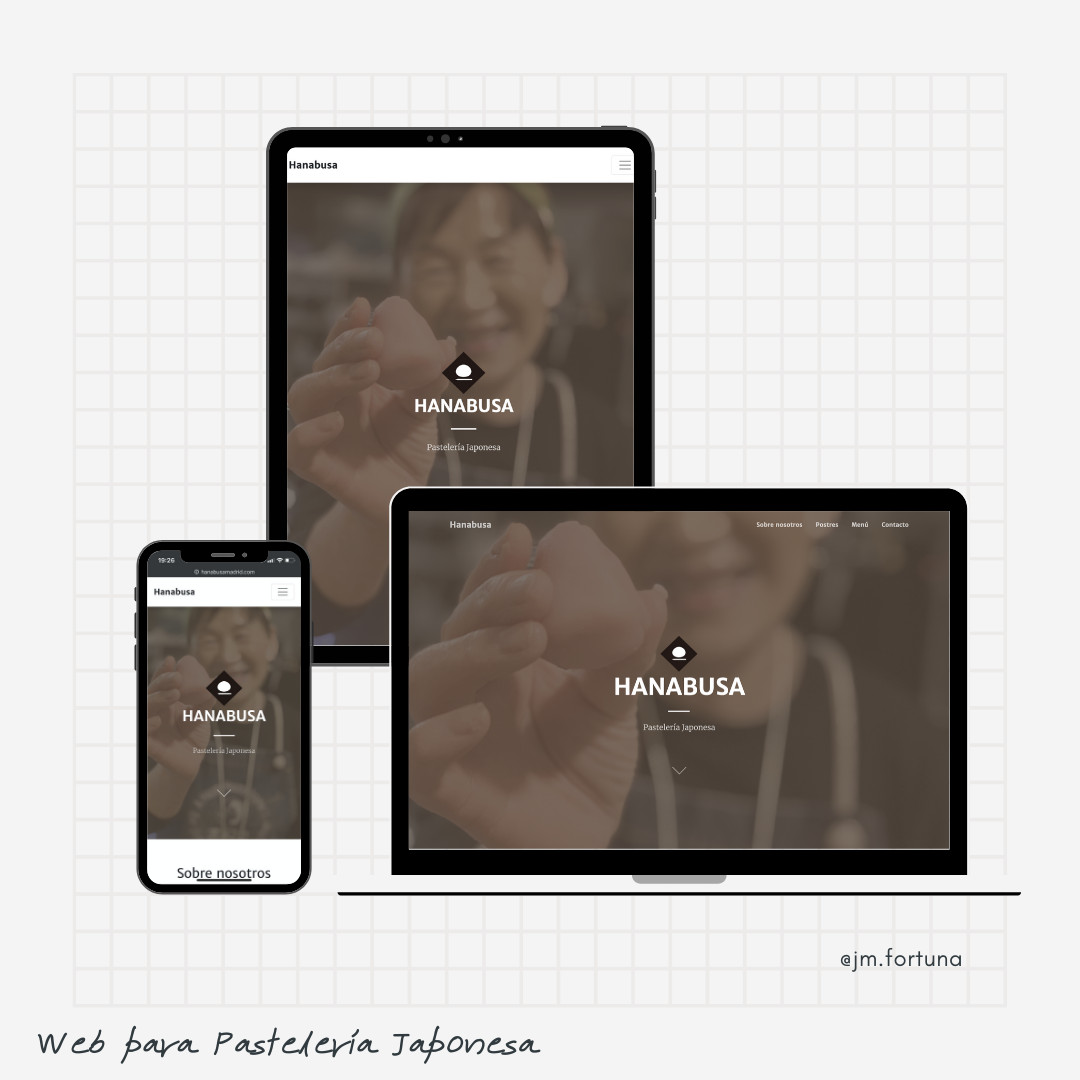 Hanabusa
HANABUSA
Pastelería Japonesa
Hanabusa
Sobre nosotros
Postres
Menú
Contacto
HANABUSA
Pastelería Japonesa
19:26
hanabusamadrid.com
Hanabusa
HANABUSA
Pastelería Japonesa
Sobre nosotros
@jm.fortuna
Web para Pastelería Japonesa